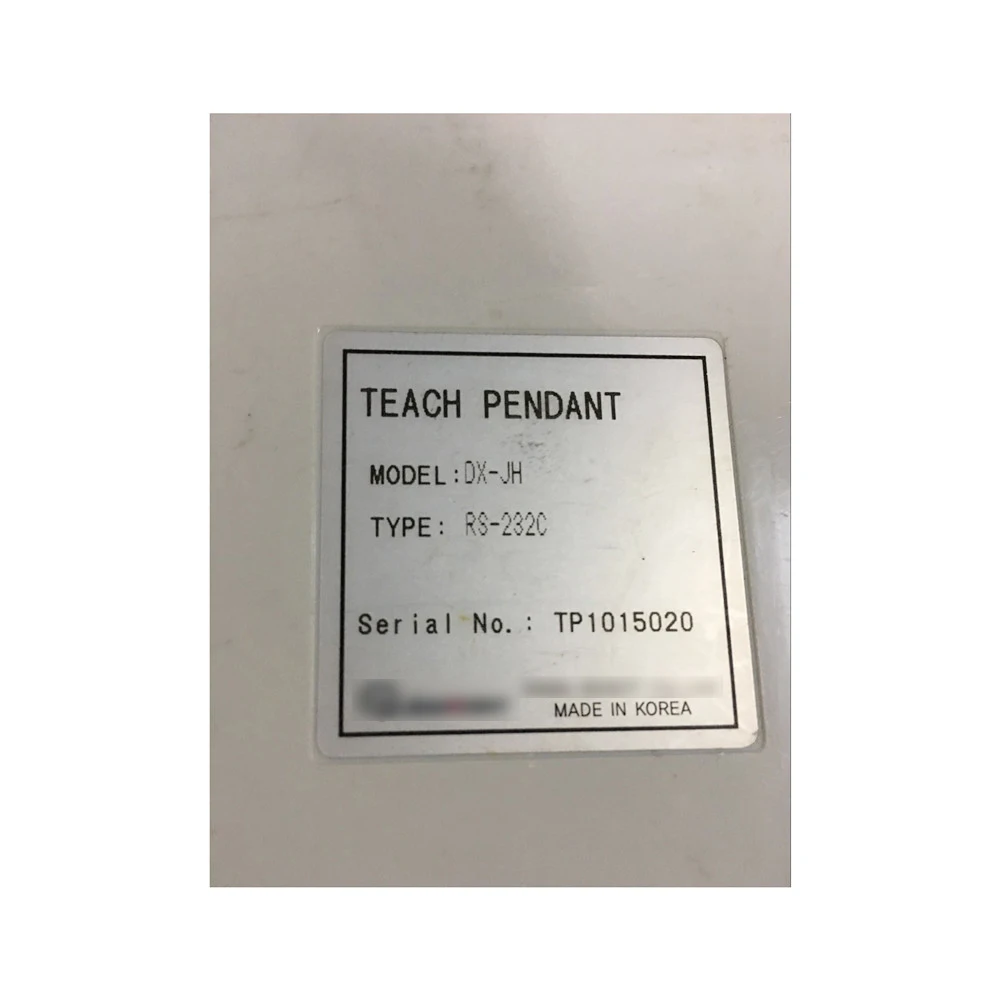 TEACH PENDANT
MODEL:DX-JH
TYPE: RS-232C
Serial No.: TP1015020
MADE IN KOREA